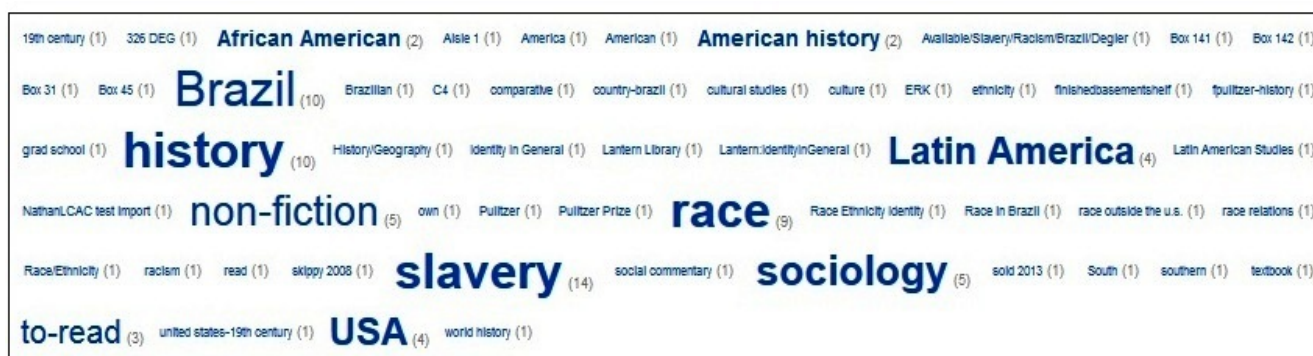 19th century (1) 326 DEG (1) African American (2) Aisle 1 (1) America (1) American (1) American history (2) Available/Slavery/Racism/Brazil/Degler (1) Box 141 (1) Box 142 (1)
Box 31 (1) Box 45 (1) Brazil (10) Brazilian (1) C4 (1) comparative (1) country-brazil (1) cultural studies (1) culture (1) ERK (1) ethnicity (1) finishedbasementshelf (1) fpulitzer-history (1)
grad school (1) history (10) History/Geography (1) Identity in General (1) Lantern Library (1) Lantern:IdentityinGeneral (1) Latin America (4) Latin American Studies (1)
NathanLCAC test import (1) non-fiction (5) own (1) Pulitzer (1) Pulitzer Prize (1) race (9) Race Ethnicity Identity (1) Race in Brazil (1) race outside the u.s. (1) race relations (1)
Race/Ethnicity (1) racism (1) read (1) skippy 2008 (1) slavery (14) social commentary (1) sociology (5) sold 2013 (1) South (1) southern (1) textbook (1)
to-read (3) united states-19th century (1) USA (4) world history (1)